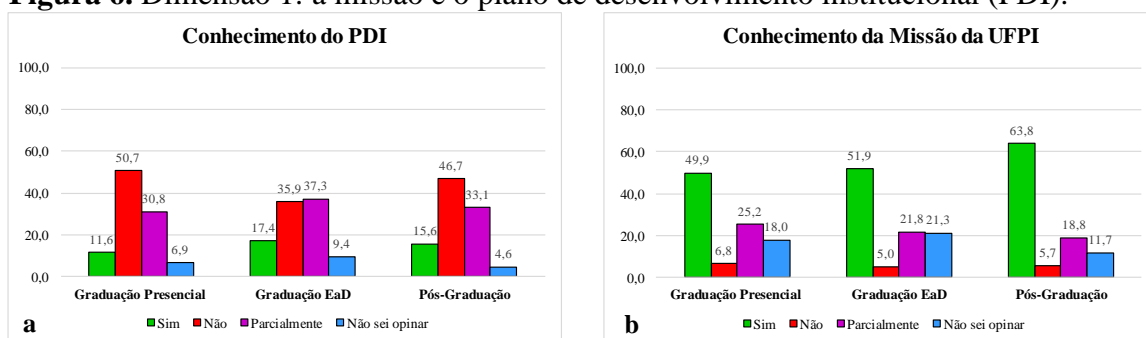 Figura 6. Dimensão 1: a missão e o plano de desenvolvimento institucional (PDI).
Conhecimento do PDI
100,0
80,0
60,0
40,0
20,0
0,0
11,6 50,7 30,8 6,9
17,4 35,9 37,3 9,4
15,6 46,7 33,1 4,6
Graduação Presencial Graduação EaD Pós-Graduação
a Sim Não Parcialmente Não sei opinar
Conhecimento da Missão da UFPI
100,0
80,0
60,0
40,0
20,0
0,0
49,9 6,8 25,2 18,0
51,9 5,0 21,8 21,3
63,8 5,7 18,8 11,7
Graduação Presencial Graduação EaD Pós-Graduação
b Sim Não Parcialmente Não sei opinar